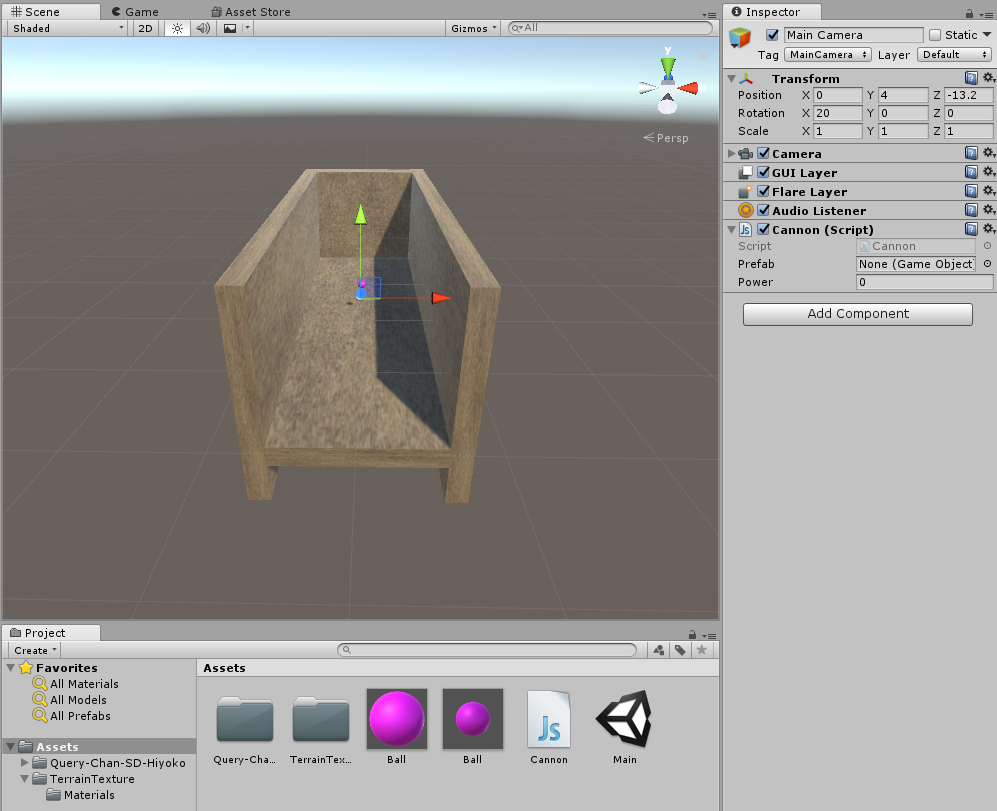 Scene Game Asset Store
Shaded 2D Gizmos All
y
x
Persp
Inspector
Main Camera Static
Tag MainCamera Layer Default
Transform
Position X 0 Y 4 Z -13.2
Rotation X 20 Y 0 Z 0
Scale X 1 Y 1 Z 1
Camera
GUI Layer
Flare Layer
Audio Listener
Js Cannon (Script)
Script Cannon
Prefab None (Game Object
Power 0
Add Component
Project
Create
Favorites
All Materials
All Models
All Prefabs
Assets
Query-Chan-SD-Hiyoko
TerrainTexture
Materials
Assets
Js
Query-Cha... TerrainTex... Ball Ball Cannon Main